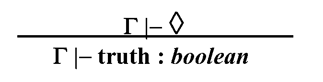 Γ |– ◊
Γ |– truth : boolean